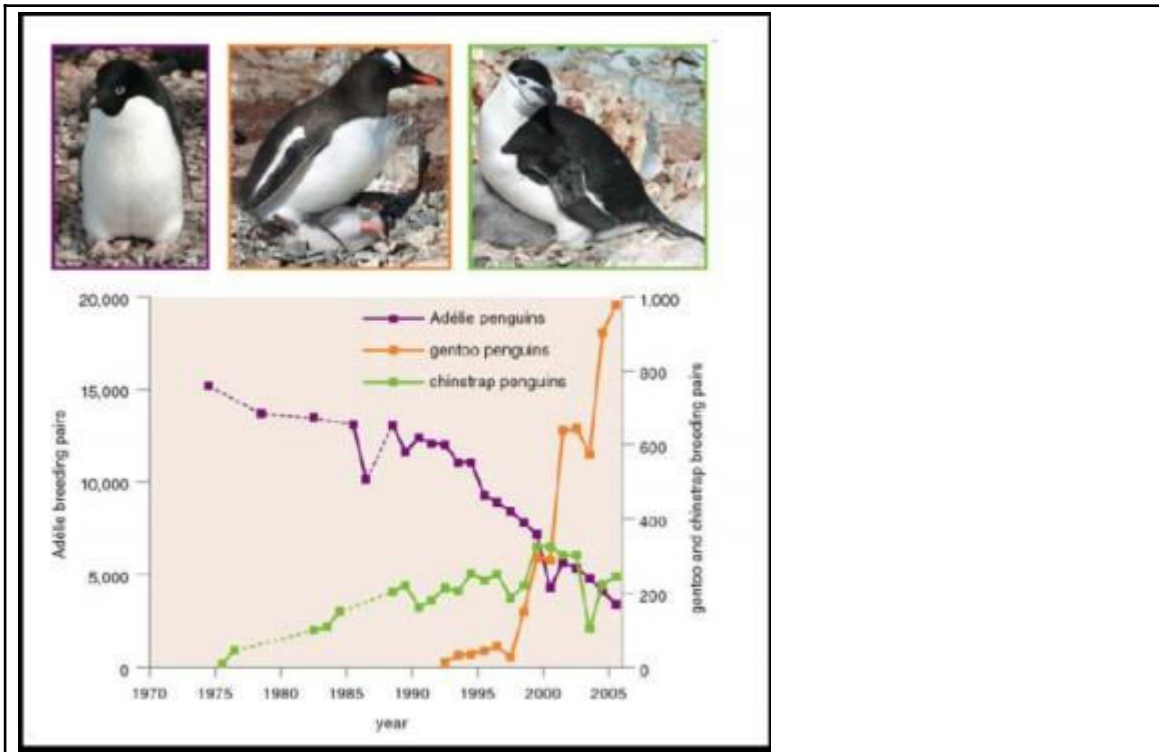 20,000
15,000
10,000
5,000
0
Adélie breeding pairs
Adélie penguins
gentoo penguins
chinstrap penguins
1,000
800
600
400
200
0
gentoo and chinstrap breeding pairs
1970 1975 1980 1985 1990 1995 2000 2005
year